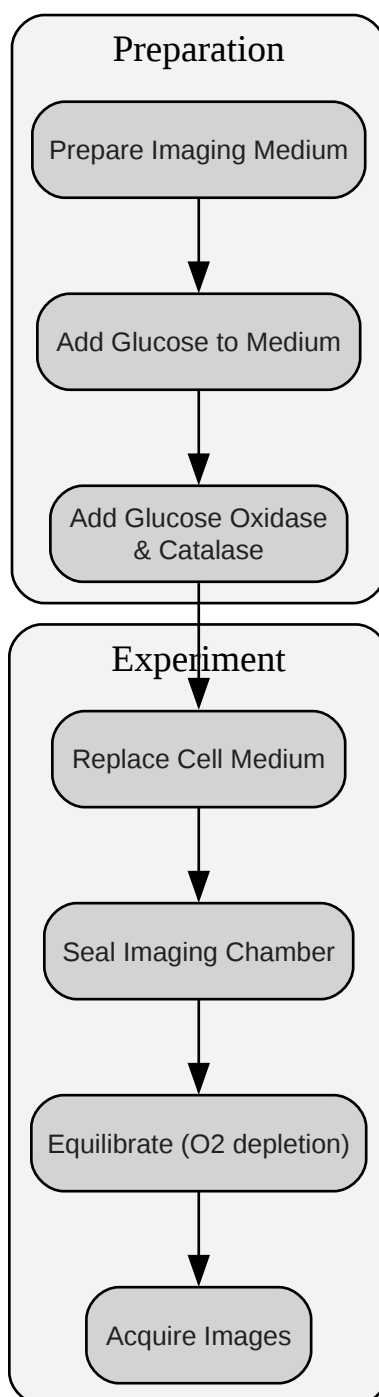 Preparation
Prepare Imaging Medium
Add Glucose to Medium
Add Glucose Oxidase
& Catalase
Experiment
Replace Cell Medium
Seal Imaging Chamber
Equilibrate (O2 depletion)
Acquire Images